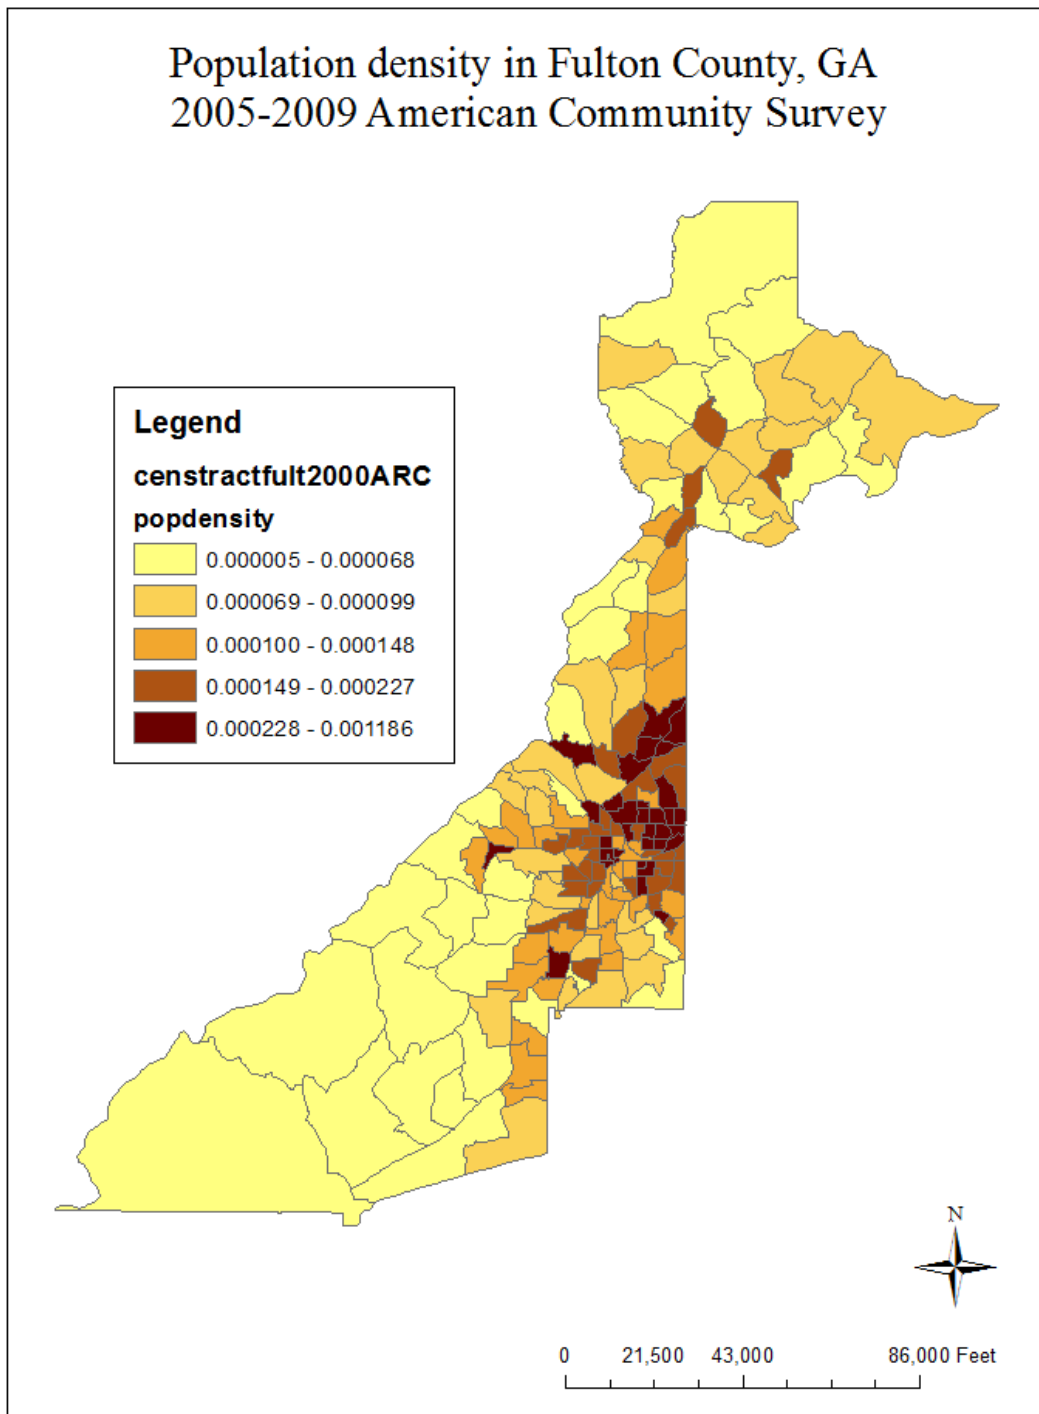 Population density in Fulton County, GA
2005-2009 American Community Survey
Legend
censtractfult2000ARC
popdensity
0.000005 - 0.000068
0.000069 - 0.000099
0.000100 - 0.000148
0.000149 - 0.000227
0.000228 - 0.001186
N
0 21,500 43,000 86,000 Feet